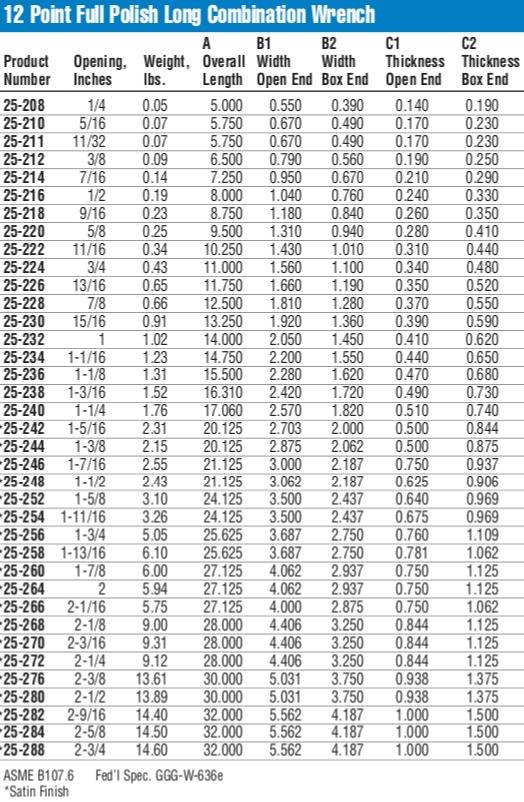 12 Point Full Polish Long Combination Wrench
A B1 B2 C1 C2
Product Opening, Weight, Overall Width Width Thickness Thickness
Number Inches lbs. Length Open End Box End Open End Box End
25-208 1/4 0.05 5.000 0.550 0.390 0.140 0.190
25-210 5/16 0.07 5.750 0.670 0.490 0.170 0.230
25-211 11/32 0.07 5.750 0.670 0.490 0.170 0.230
25-212 3/8 0.09 6.500 0.790 0.560 0.190 0.250
25-214 7/16 0.14 7.250 0.950 0.670 0.210 0.290
25-216 1/2 0.19 8.000 1.040 0.760 0.240 0.330
25-218 9/16 0.23 8.750 1.180 0.840 0.260 0.350
25-220 5/8 0.25 9.500 1.310 0.940 0.280 0.410
25-222 11/16 0.34 10.250 1.430 1.010 0.310 0.440
25-224 3/4 0.43 11.000 1.560 1.100 0.340 0.480
25-226 13/16 0.65 11.750 1.660 1.190 0.350 0.520
25-228 7/8 0.66 12.500 1.810 1.280 0.370 0.550
25-230 15/16 0.91 13.250 1.920 1.360 0.390 0.590
25-232 1 1.02 14.000 2.050 1.450 0.410 0.620
25-234 1-1/16 1.23 14.750 2.200 1.550 0.440 0.650
25-236 1-1/8 1.31 15.500 2.280 1.620 0.470 0.680
25-238 1-3/16 1.52 16.310 2.420 1.720 0.490 0.730
25-240 1-1/4 1.76 17.060 2.570 1.820 0.510 0.740
*25-242 1-5/16 2.31 20.125 2.703 2.000 0.500 0.844
*25-244 1-3/8 2.15 20.125 2.875 2.062 0.500 0.875
*25-246 1-7/16 2.55 21.125 3.000 2.187 0.750 0.937
*25-248 1-1/2 2.43 21.125 3.062 2.187 0.625 0.906
*25-252 1-5/8 3.10 24.125 3.500 2.437 0.640 0.969
*25-254 1-11/16 3.26 24.125 3.500 2.437 0.675 0.969
*25-256 1-3/4 5.05 25.625 3.687 2.750 0.760 1.109
*25-258 1-13/16 6.10 25.625 3.687 2.750 0.781 1.062
*25-260 1-7/8 6.00 27.125 4.062 2.937 0.750 1.125
*25-264 2 5.94 27.125 4.062 2.937 0.750 1.125
*25-266 2-1/16 5.75 27.125 4.000 2.875 0.750 1.062
*25-268 2-1/8 9.00 28.000 4.406 3.250 0.844 1.125
*25-270 2-3/16 9.31 28.000 4.406 3.250 0.844 1.125
*25-272 2-1/4 9.12 28.000 4.406 3.250 0.844 1.125
*25-276 2-3/8 13.61 30.000 5.031 3.750 0.938 1.375
*25-280 2-1/2 13.89 30.000 5.031 3.750 0.938 1.375
*25-282 2-9/16 14.40 32.000 5.562 4.187 1.000 1.500
*25-284 2-5/8 14.50 32.000 5.562 4.187 1.000 1.500
*25-288 2-3/4 14.60 32.000 5.562 4.187 1.000 1.500
ASME B107.6 Fed'l Spec. GGG-W-636e
*Satin Finish